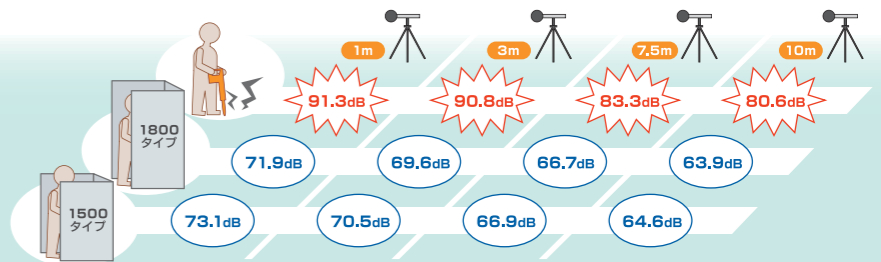 1m 3m 7.5m 10m
91.3dB 90.8dB 83.3dB 80.6dB
1800
タイプ
71.9dB 69.6dB 66.7dB 63.9dB
1500
タイプ
73.1dB 70.5dB 66.9dB 64.6dB